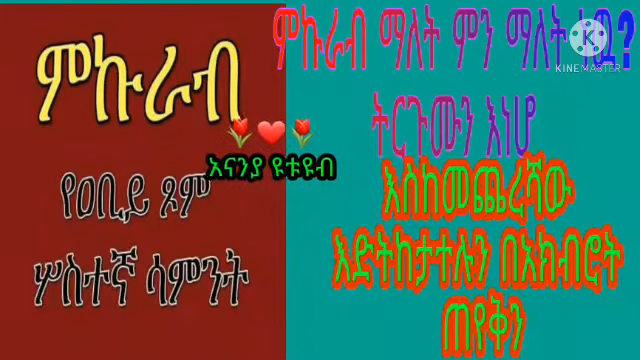 ምኩራብ
የዐቢይ ጾም
ሦስተኛ ሳምንት
አናንያ ዩቱዩብ
ምኩራብ ማለት ምን ማለት ነዉ?
KINEMASTER
ትርጉሙን እነሆ
እስከመጨረሻው
እድትከታተሉን በአክብሮት
ጠየቅን